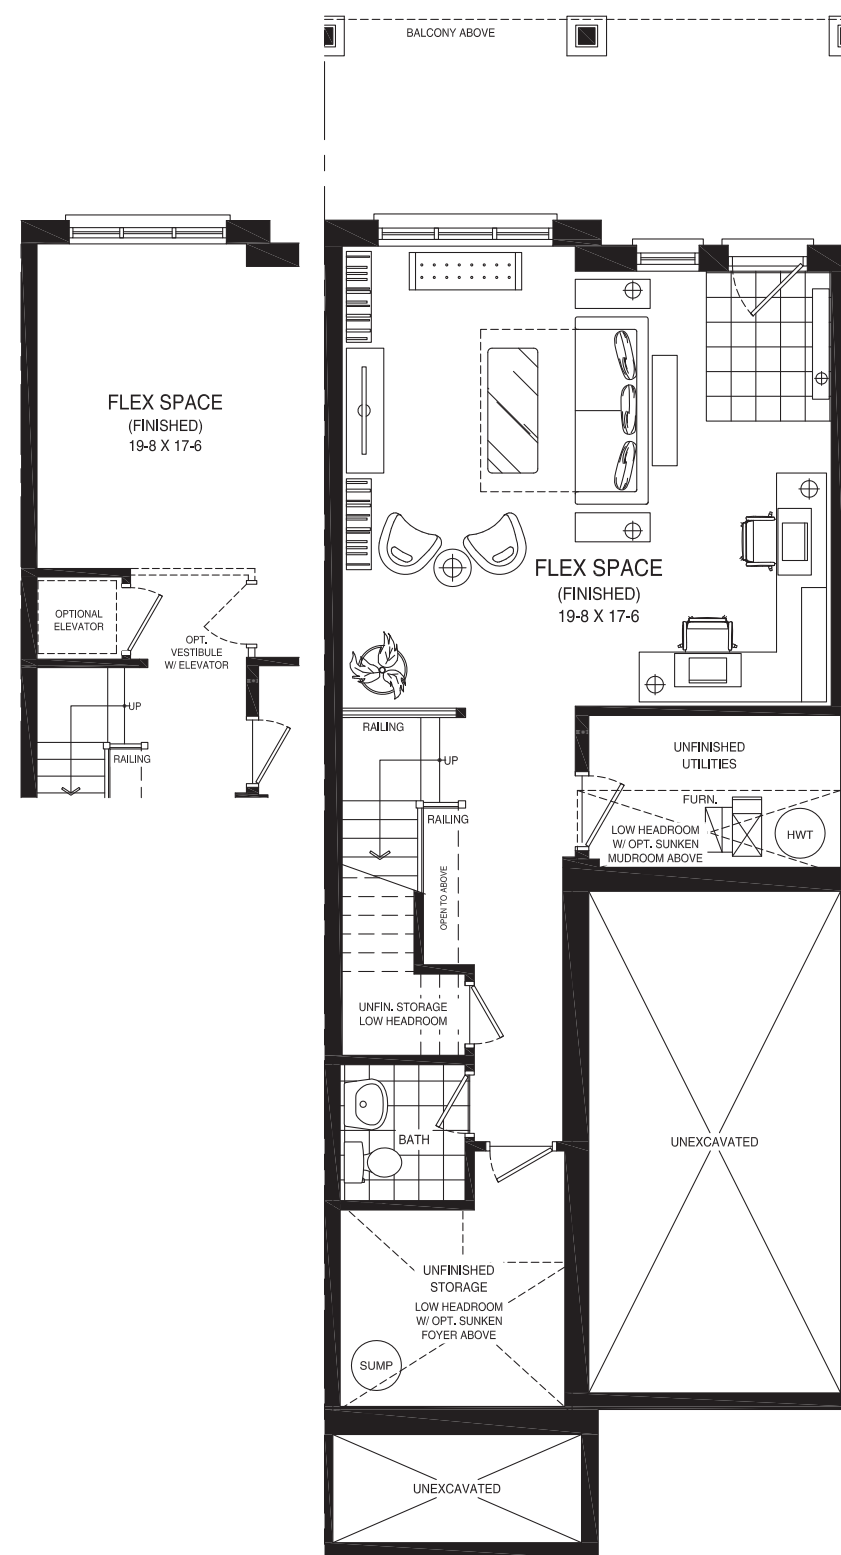 BALCONY ABOVE
FLEX SPACE
(FINISHED)
19-8 X 17-6
OPTIONAL
ELEVATOR
OPT.
VESTIBULE
W/ ELEVATOR
UP
RAILING
FLEX SPACE
(FINISHED)
19-8 X 17-6
RAILING
UP
RAILING
OPEN TO ABOVE
UNFINISHED
UTILITIES
FURN.
LOW HEADROOM
W/ OPT. SUNKEN
MUDROOM ABOVE
HWT
UNFIN. STORAGE
LOW HEADROOM
BATH
UNEXCAVATED
UNFINISHED
STORAGE
LOW HEADROOM
W/ OPT. SUNKEN
FOYER ABOVE
SUMP
UNEXCAVATED